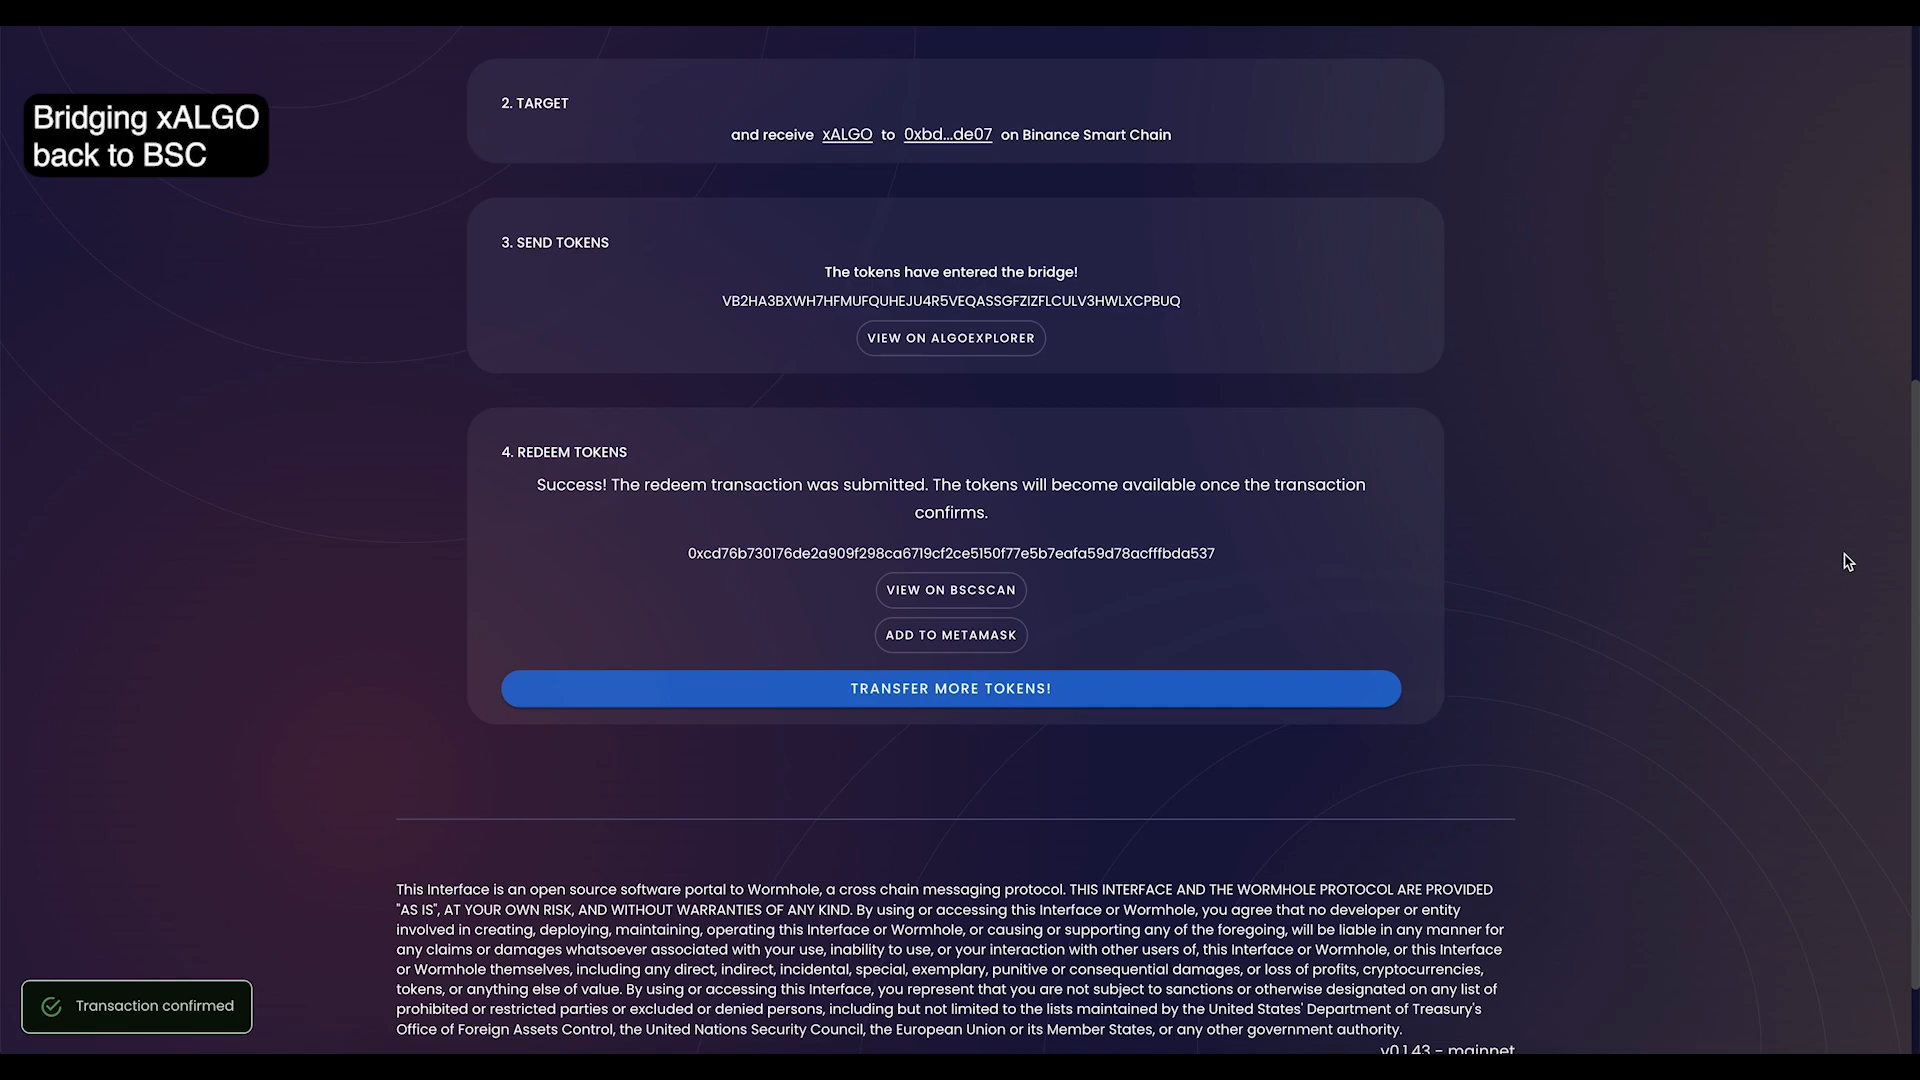 Bridging xALGO
back to BSC
2. TARGET
and receive xALGO to 0xbd...de07 on Binance Smart Chain
3. SEND TOKENS
The tokens have entered the bridge!
VB2HA3BXWH7HFMUFQUHEJU4R5VEQASSGFZIZFLCULV3HWLXCPBUQ
VIEW ON ALGOEXPLORER
4. REDEEM TOKENS
Success! The redeem transaction was submitted. The tokens will become available once the transaction
confirms.
0xcd76b730176de2a909f298ca6719cf2ce5150f77e5b7eafa59d78acfffbda537
VIEW ON BSCSCAN
ADD TO METAMASK
TRANSFER MORE TOKENS!
This Interface is an open source software portal to Wormhole, a cross chain messaging protocol. THIS INTERFACE AND THE WORMHOLE PROTOCOL ARE PROVIDED
"AS IS", AT YOUR OWN RISK, AND WITHOUT WARRANTIES OF ANY KIND. By using or accessing this Interface or Wormhole, you agree that no developer or entity
involved in creating, deploying, maintaining, operating this Interface or Wormhole, or causing or supporting any of the foregoing, will be liable in any manner for
any claims or damages whatsoever associated with your use, inability to use, or your interaction with other users of, this Interface or Wormhole, or this Interface
or Wormhole themselves, including any direct, indirect, incidental, special, exemplary, punitive or consequential damages, or loss of profits, cryptocurrencies,
tokens, or anything else of value. By using or accessing this Interface, you represent that you are not subject to sanctions or otherwise designated on any list of
prohibited or restricted parties or excluded or denied persons, including but not limited to the lists maintained by the United States' Department of Treasury's
Office of Foreign Assets Control, the United Nations Security Council, the European Union or its Member States, or any other government authority.
v0.1.43 - mainnet
Transaction confirmed